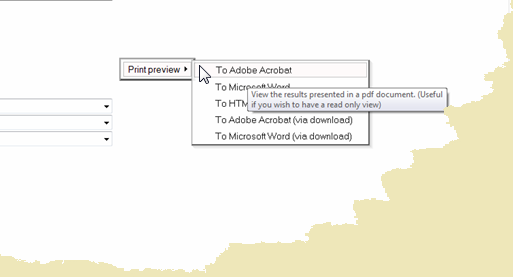 Print preview
To Adobe Acrobat
To Microsoft Word
View the results presented in a pdf document. (Useful
if you wish to have a read only view)
To Adobe Acrobat (via download)
To Microsoft Word (via download)